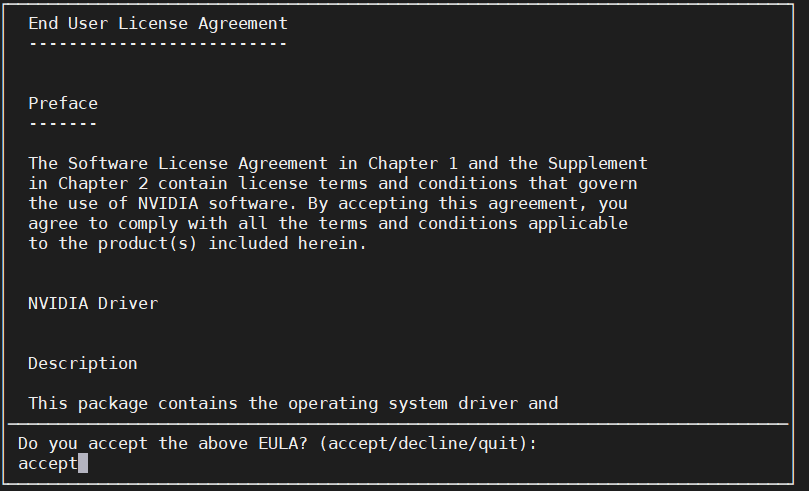 End User License Agreement
--------------------------
Preface
-------
The Software License Agreement in Chapter 1 and the Supplement
in Chapter 2 contain license terms and conditions that govern
the use of NVIDIA software. By accepting this agreement, you
agree to comply with all the terms and conditions applicable
to the product(s) included herein.
NVIDIA Driver
Description
This package contains the operating system driver and
Do you accept the above EULA? (accept/decline/quit):
accept